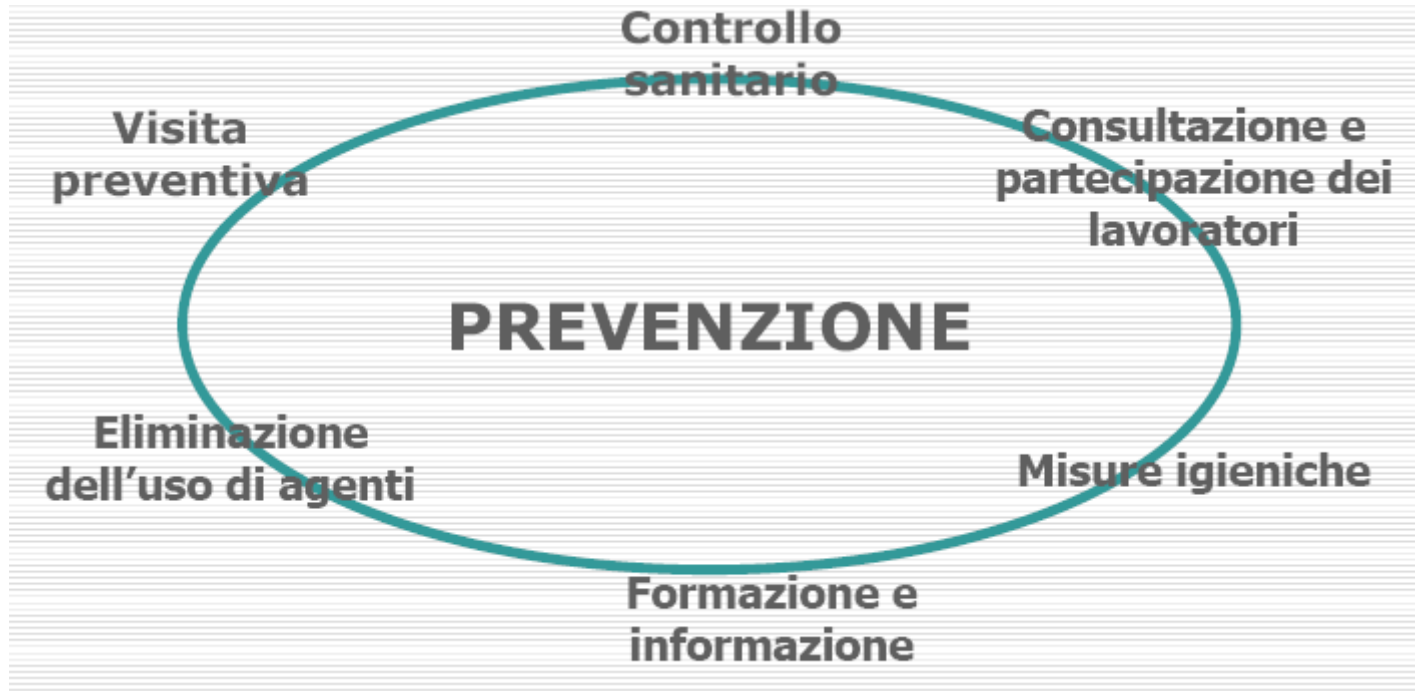 Controllo
sanitario
Visita
preventiva
Consultazione e
partecipazione dei
lavoratori
PREVENZIONE
Eliminazione
dell’uso di agenti
Misure igieniche
Formazione e
informazione